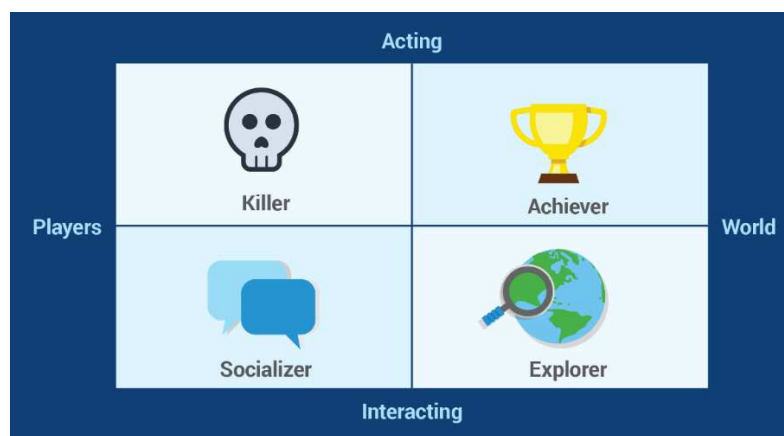 Acting
Killer
Achiever
Players
World
Socializer
Explorer
Interacting